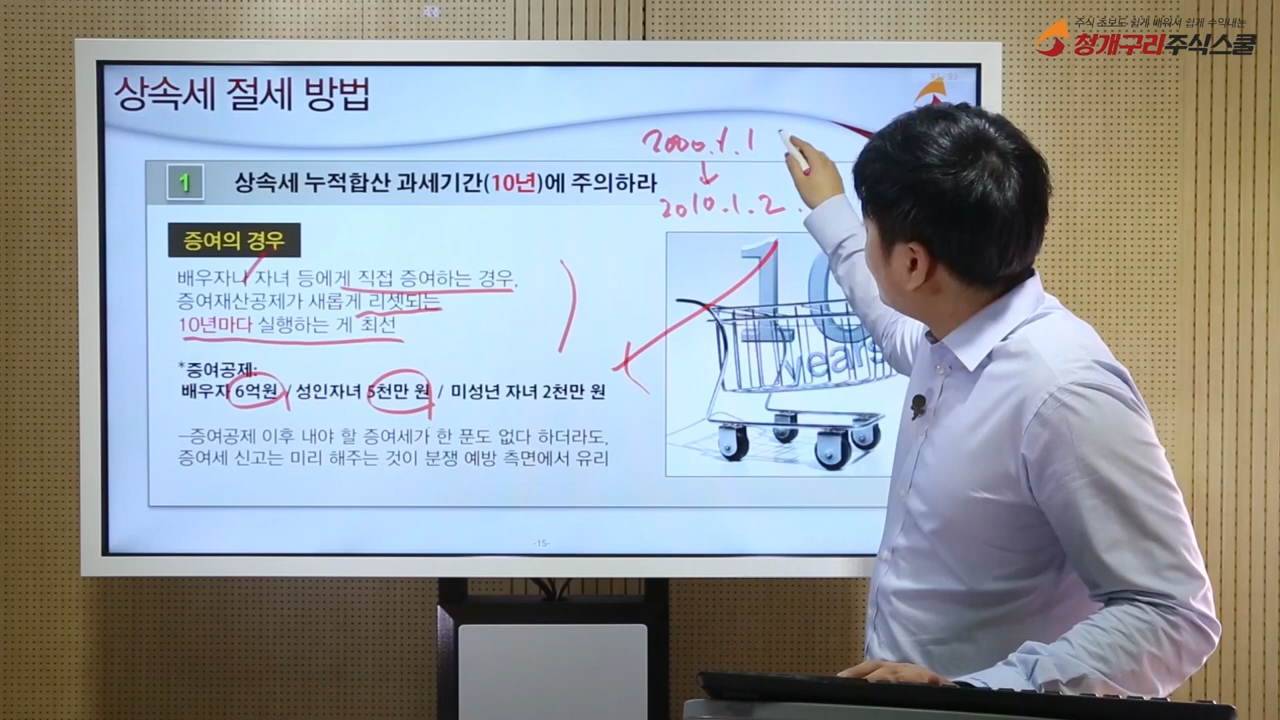 주식 초보도 쉽게 배워서 쉽게 수익내는
청개구리주식스쿨
상속세 절세 방법
2000.1.1
↓
2010.1.2
1 상속세 누적합산 과세기간(10년)에 주의하라
증여의 경우
배우자나 자녀 등에게 직접 증여하는 경우,
증여재산공제가 새롭게 리셋되는
10년마다 실행하는 게 최선
*증여공제:
배우자 6억원 / 성인자녀 5천만 원 / 미성년 자녀 2천만 원
–증여공제 이후 내야 할 증여세가 한 푼도 없다 하더라도,
증여세 신고는 미리 해주는 것이 분쟁 예방 측면에서 유리
10
years
-15-